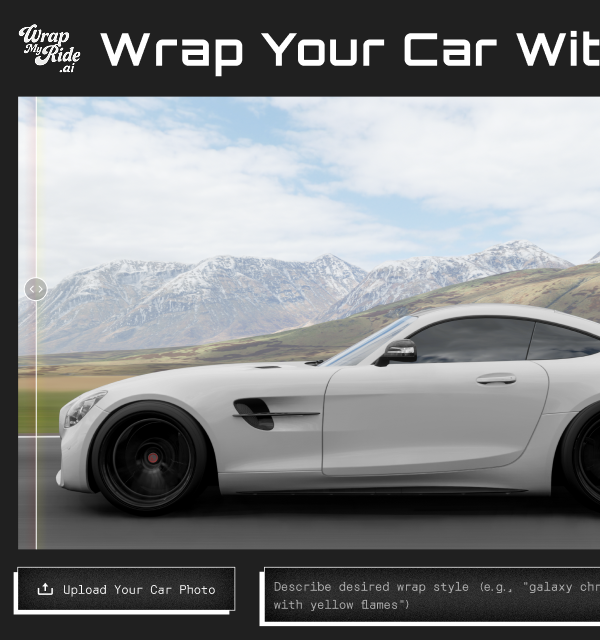 Wrap
My Ride
.ai
Wrap Your Car Wit
Upload Your Car Photo
Describe desired wrap style (e.g., "galaxy chr
with yellow flames")